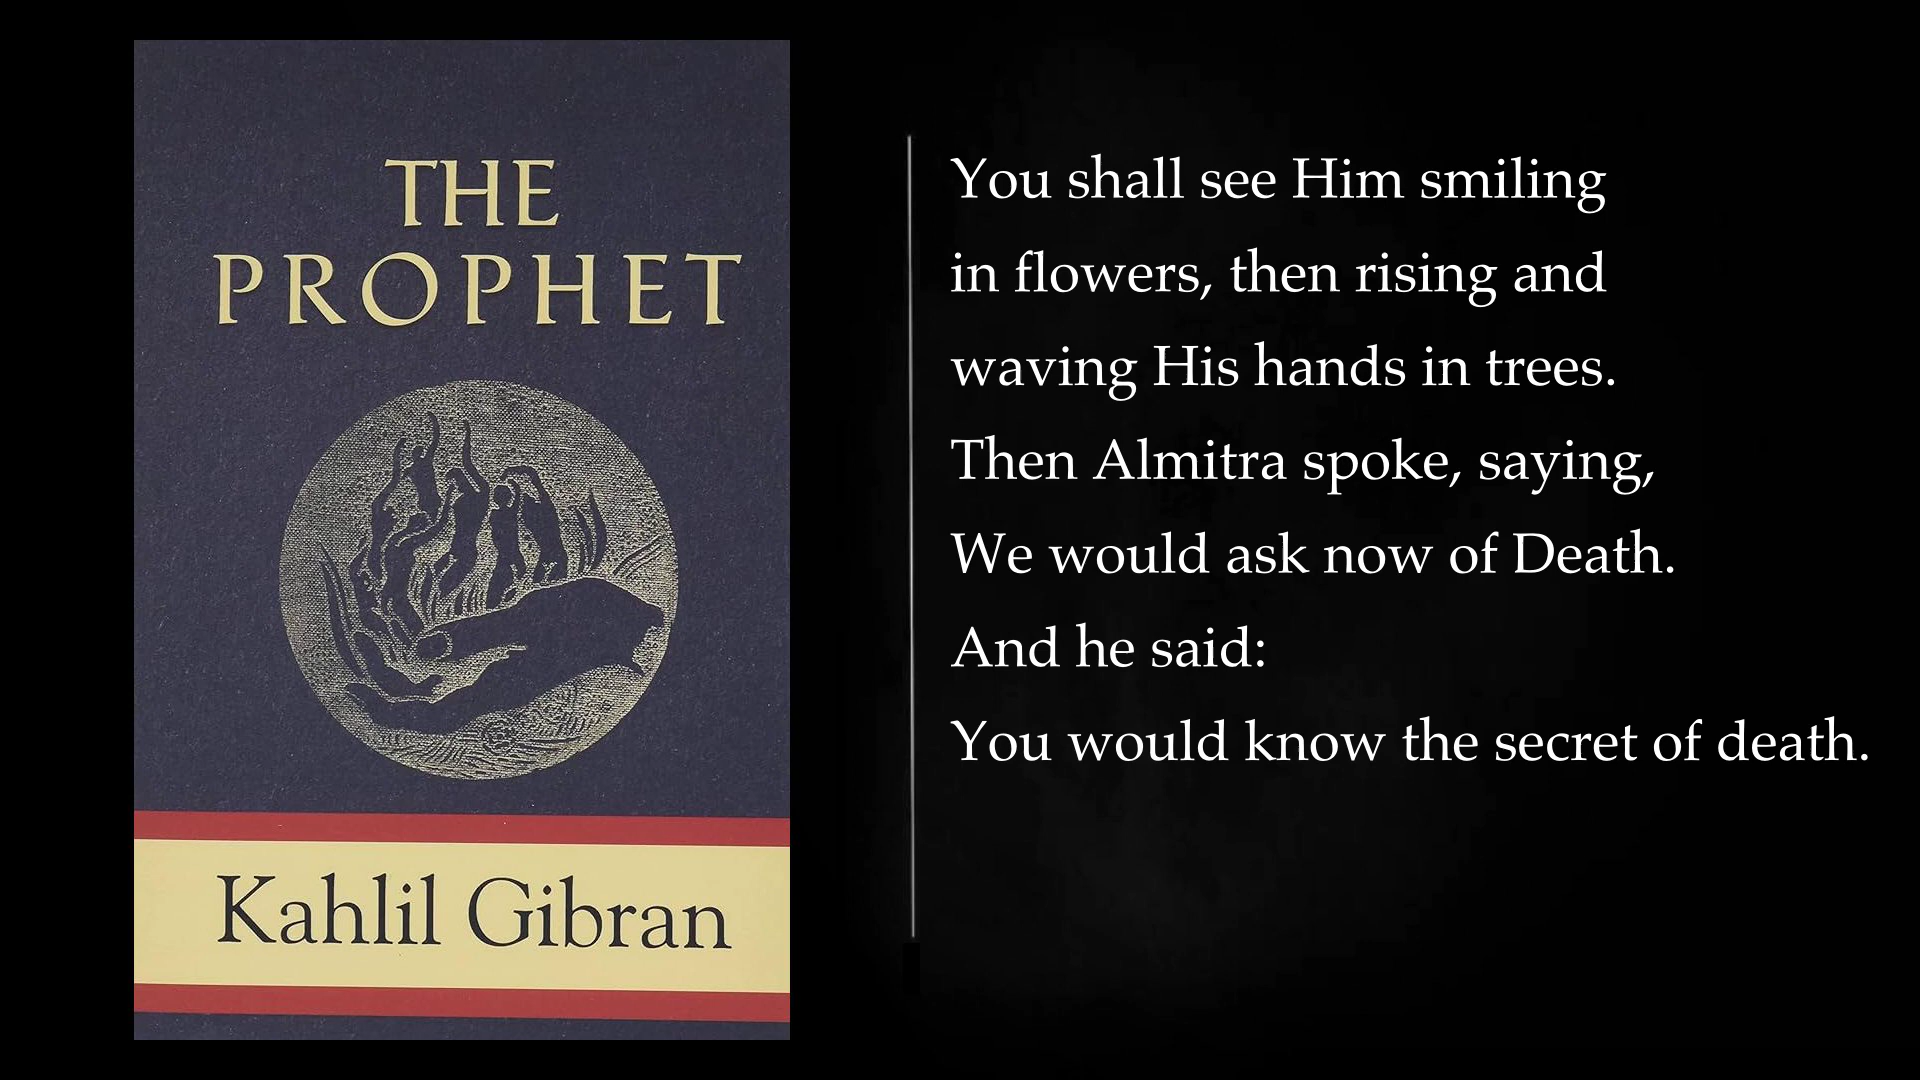 THE
PROPHET
Kahlil Gibran
You shall see Him smiling
in flowers, then rising and
waving His hands in trees.
Then Almitra spoke, saying,
We would ask now of Death.
And he said:
You would know the secret of death.